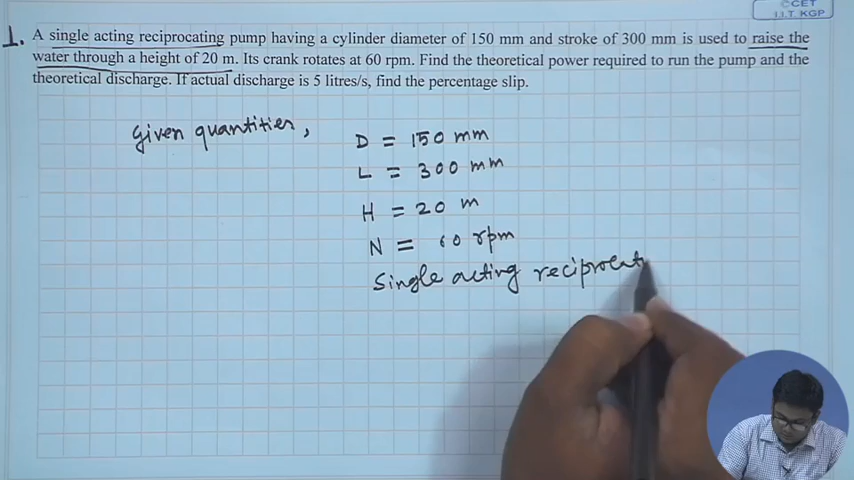 ©CET
I.I.T. KGP
1. A single acting reciprocating pump having a cylinder diameter of 150 mm and stroke of 300 mm is used to raise the
water through a height of 20 m. Its crank rotates at 60 rpm. Find the theoretical power required to run the pump and the
theoretical discharge. If actual discharge is 5 litres/s, find the percentage slip.
Given quantities,
D = 150 mm
L = 300 mm
H = 20 m
N = 60 rpm
Single acting reciprocat